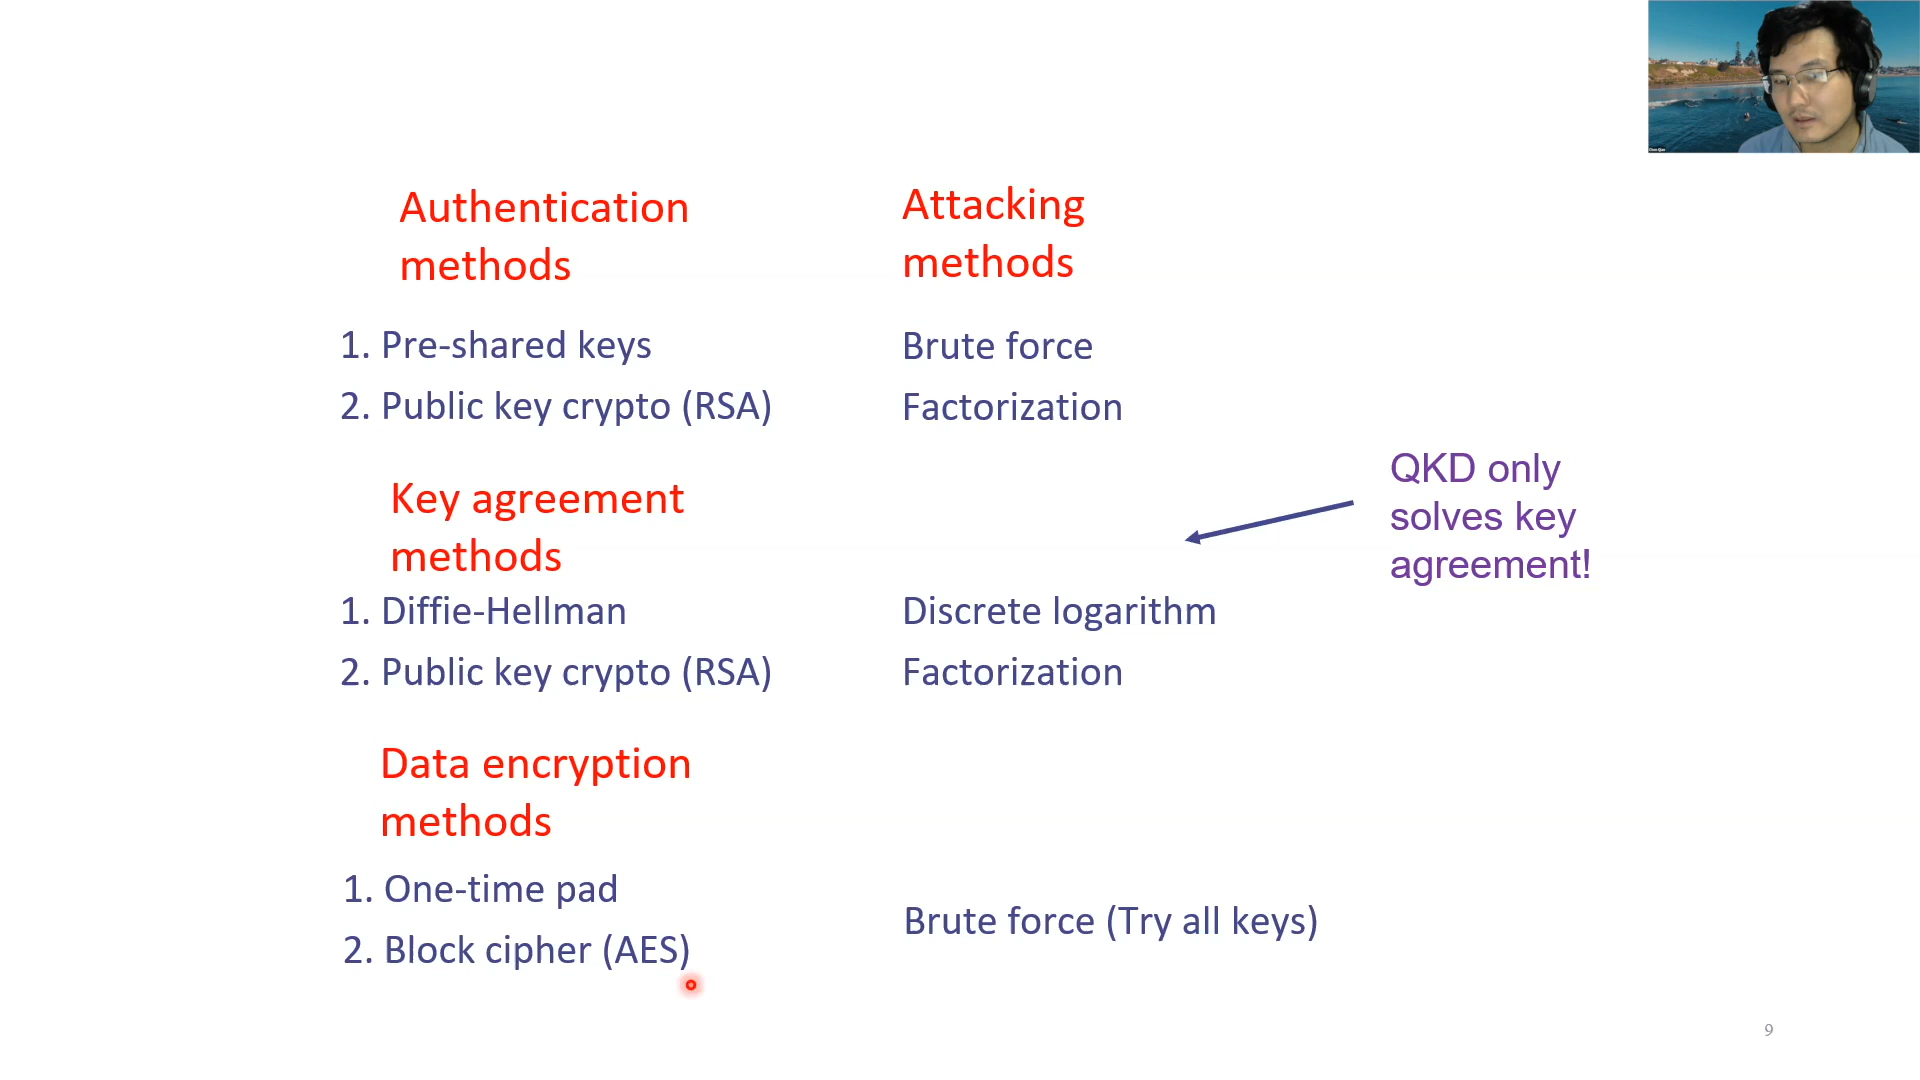 Authentication
methods
Attacking
methods
1. Pre-shared keys
Brute force
2. Public key crypto (RSA)
Factorization
Key agreement
methods
QKD only
solves key
agreement!
1. Diffie-Hellman
Discrete logarithm
2. Public key crypto (RSA)
Factorization
Data encryption
methods
1. One-time pad
2. Block cipher (AES)
Brute force (Try all keys)
9